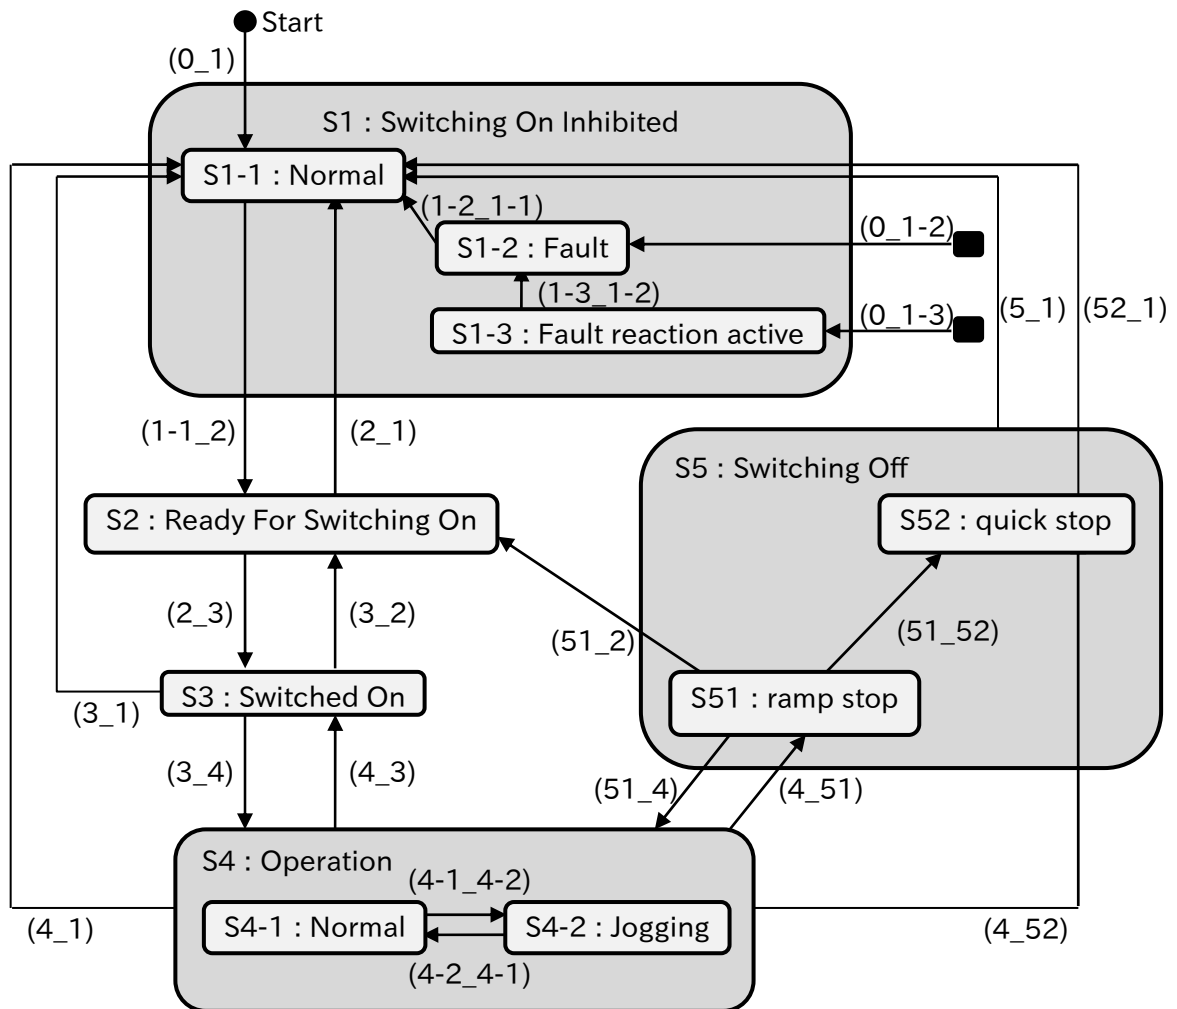 Start
(0_1)
S1 : Switching On Inhibited
S1-1 : Normal
(1-2_1-1)
S1-2 : Fault
(0_1-2)
(1-3_1-2)
S1-3 : Fault reaction active
(0_1-3)
(5_1)
(52_1)
(1-1_2)
(2_1)
S5 : Switching Off
S2 : Ready For Switching On
S52 : quick stop
(2_3)
(3_2)
(51_2)
(51_52)
S3 : Switched On
S51 : ramp stop
(3_1)
(3_4)
(4_3)
(51_4)
(4_51)
S4 : Operation
(4-1_4-2)
S4-1 : Normal
S4-2 : Jogging
(4_1)
(4_52)
(4-2_4-1)